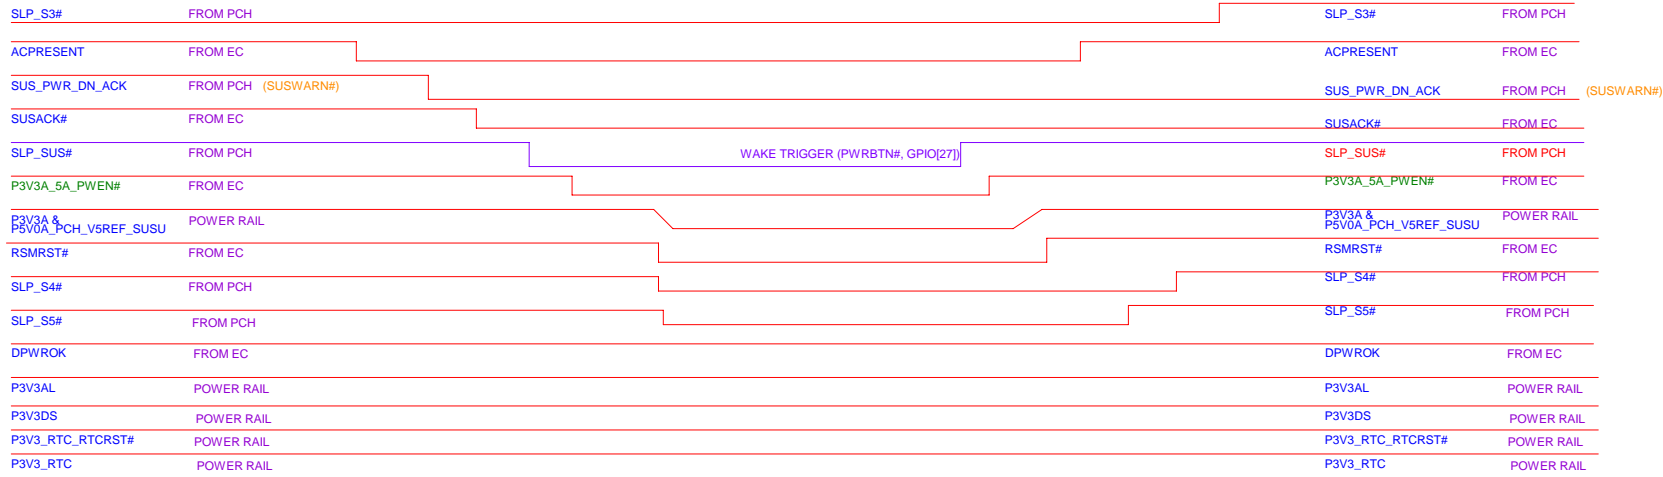 SLP_S3# FROM PCH SLP_S3# FROM PCH
ACPRESENT FROM EC ACPRESENT FROM EC
SUS_PWR_DN_ACK FROM PCH (SUSWARN#) SUS_PWR_DN_ACK FROM PCH (SUSWARN#)
SUSACK# FROM EC SUSACK# FROM EC
SLP_SUS# FROM PCH WAKE TRIGGER (PWRBTN#, GPIO[27]) SLP_SUS# FROM PCH
P3V3A_5A_PWEN# FROM EC P3V3A_5A_PWEN# FROM EC
P3V3A & POWER RAIL P3V3A & POWER RAIL
P5V0A_PCH_V5REF_SUSU P5V0A_PCH_V5REF_SUSU
RSMRST# FROM EC RSMRST# FROM EC
SLP_S4# FROM PCH SLP_S4# FROM PCH
SLP_S5# FROM PCH SLP_S5# FROM PCH
DPWROK FROM EC DPWROK FROM EC
P3V3AL POWER RAIL P3V3AL POWER RAIL
P3V3DS POWER RAIL P3V3DS POWER RAIL
P3V3_RTC_RTCRST# POWER RAIL P3V3_RTC_RTCRST# POWER RAIL
P3V3_RTC POWER RAIL P3V3_RTC POWER RAIL